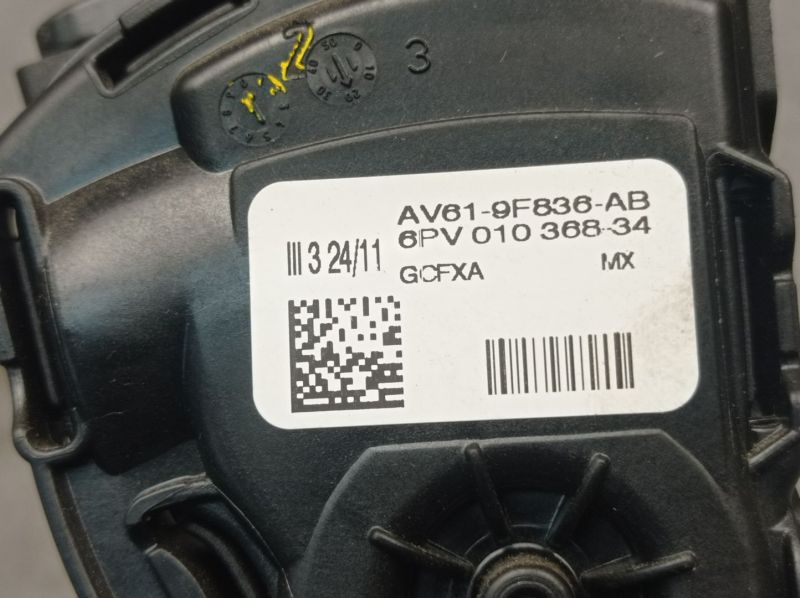 3
AV61-9F836-AB
6PV 010 368-34
III 3 24/11
GCFXA MX